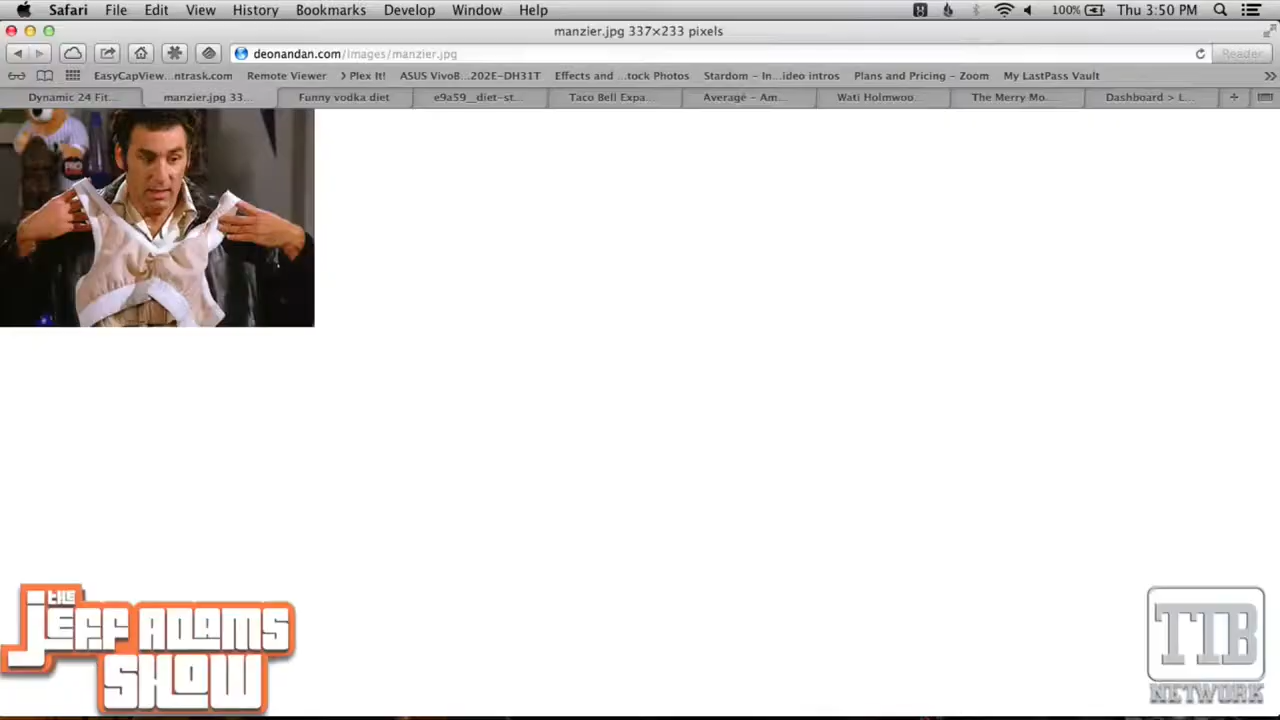 Safari File Edit View History Bookmarks Develop Window Help 100% Thu 3:50 PM
manzier.jpg 337×233 pixels
deonandan.com/images/manzier.jpg Reader
EasyCapView...ntrask.com Remote Viewer > Plex It! ASUS VivoB...202E-DH31T Effects and ...tock Photos Stardom - In...ideo intros Plans and Pricing - Zoom My LastPass Vault
Dynamic 24 Fit... manzier.jpg 33... Funny vodka diet e9a59__diet-st... Taco Bell Expa... Average - Am... Wati Holmwoo... The Merry Mo... Dashboard > L...
THE
JEFF ADAMS
SHOW
TTB
NETWORK